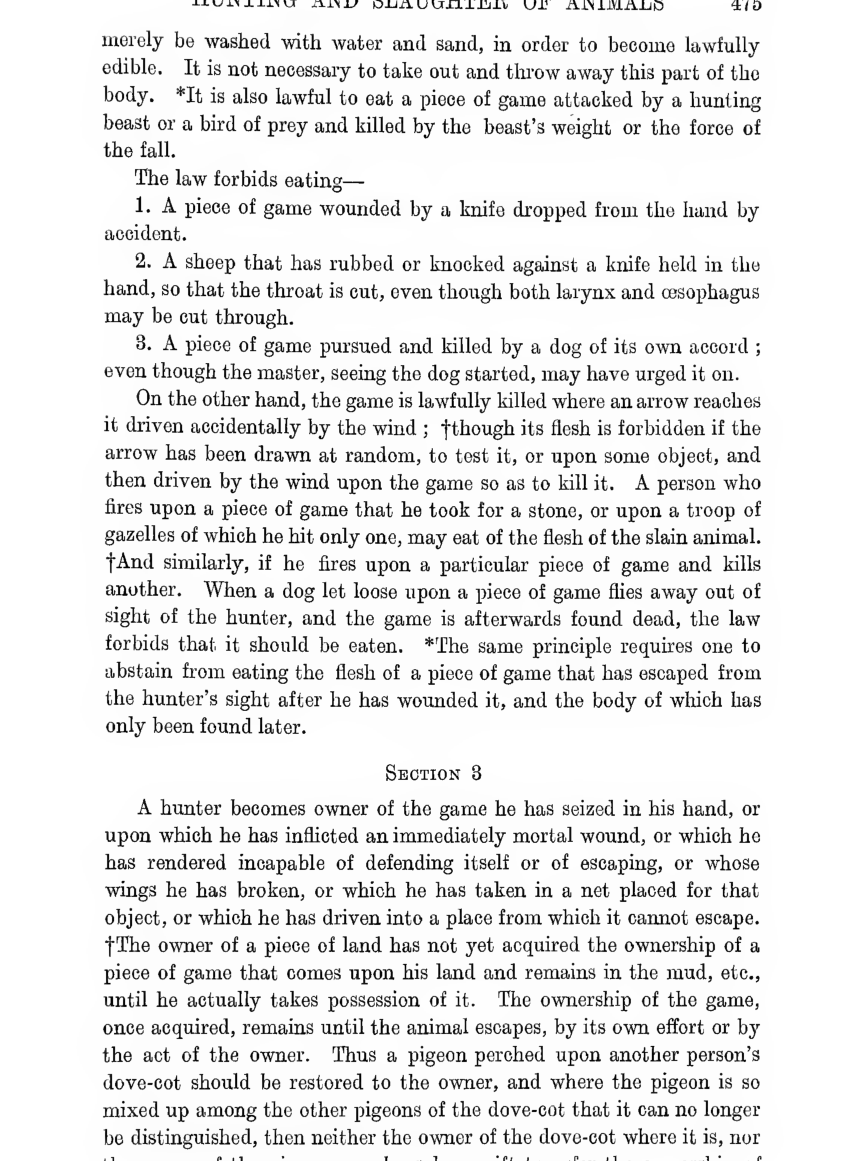 HUNTING AND SLAUGHTER OF ANIMALS 475
merely be washed with water and sand, in order to become lawfully
edible. It is not necessary to take out and throw away this part of the
body. *It is also lawful to eat a piece of game attacked by a hunting
beast or a bird of prey and killed by the beast's weight or the force of
the fall.
The law forbids eating—
1. A piece of game wounded by a knife dropped from the hand by
accident.
2. A sheep that has rubbed or knocked against a knife held in the
hand, so that the throat is cut, even though both larynx and œsophagus
may be cut through.
3. A piece of game pursued and killed by a dog of its own accord ;
even though the master, seeing the dog started, may have urged it on.
On the other hand, the game is lawfully killed where an arrow reaches
it driven accidentally by the wind ; †though its flesh is forbidden if the
arrow has been drawn at random, to test it, or upon some object, and
then driven by the wind upon the game so as to kill it. A person who
fires upon a piece of game that he took for a stone, or upon a troop of
gazelles of which he hit only one, may eat of the flesh of the slain animal.
†And similarly, if he fires upon a particular piece of game and kills
another. When a dog let loose upon a piece of game flies away out of
sight of the hunter, and the game is afterwards found dead, the law
forbids that it should be eaten. *The same principle requires one to
abstain from eating the flesh of a piece of game that has escaped from
the hunter's sight after he has wounded it, and the body of which has
only been found later.
SECTION 3
A hunter becomes owner of the game he has seized in his hand, or
upon which he has inflicted an immediately mortal wound, or which he
has rendered incapable of defending itself or of escaping, or whose
wings he has broken, or which he has taken in a net placed for that
object, or which he has driven into a place from which it cannot escape.
†The owner of a piece of land has not yet acquired the ownership of a
piece of game that comes upon his land and remains in the mud, etc.,
until he actually takes possession of it. The ownership of the game,
once acquired, remains until the animal escapes, by its own effort or by
the act of the owner. Thus a pigeon perched upon another person's
dove-cot should be restored to the owner, and where the pigeon is so
mixed up among the other pigeons of the dove-cot that it can no longer
be distinguished, then neither the owner of the dove-cot where it is, nor